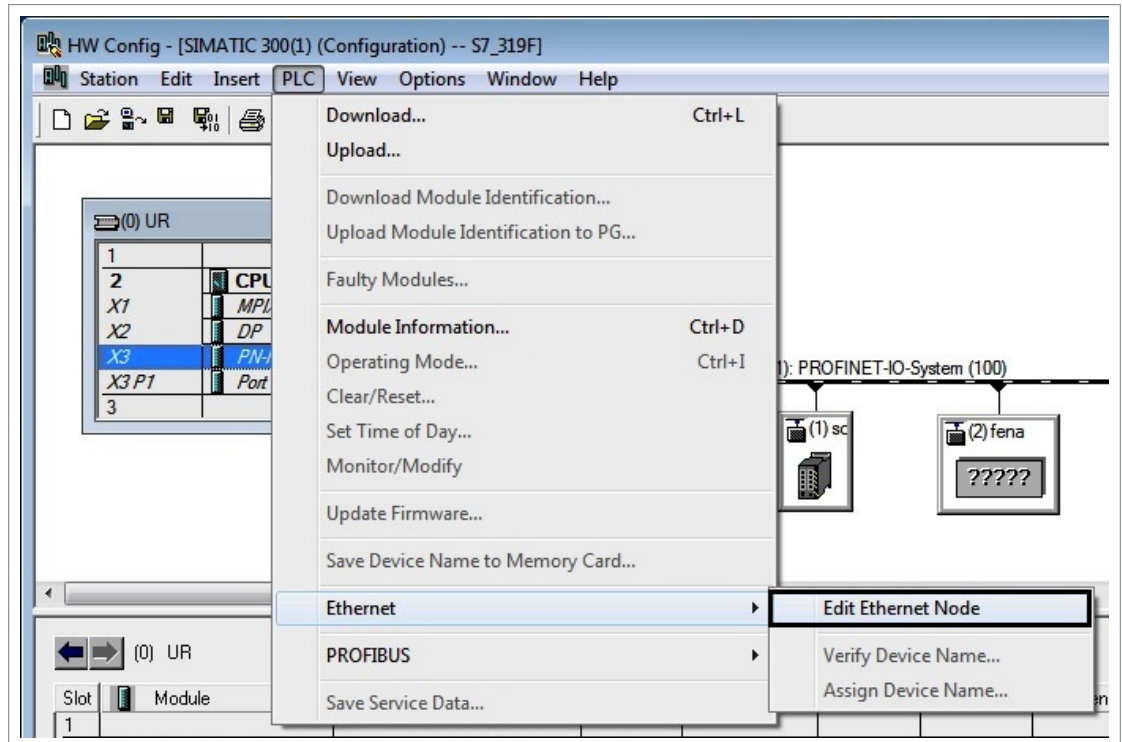 HW Config - [SIMATIC 300(1) (Configuration) -- S7_319F]
Station Edit Insert PLC View Options Window Help
Download... Ctrl+L
Upload...
Download Module Identification...
Upload Module Identification to PG...
Faulty Modules...
Module Information... Ctrl+D
Operating Mode... Ctrl+I
Clear/Reset...
Set Time of Day...
Monitor/Modify
Update Firmware...
Save Device Name to Memory Card...
Ethernet
PROFIBUS
Save Service Data...
Edit Ethernet Node
Verify Device Name...
Assign Device Name...
(0) UR
1
2 CPU
X1 MPI/
X2 DP
X3 PN-
X3 P1 Port
3
1): PROFINET-IO-System (100)
(1) sc
(2) fena
?????
(0) UR
Slot Module
1